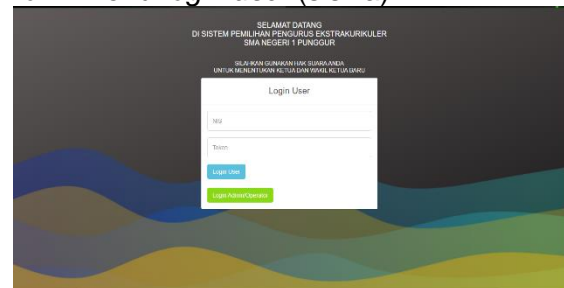 SELAMAT DATANG
DI SISTEM PEMILIHAN PENGURUS EKSTRAKURIKULER
SMA NEGERI 1 PUNGGUR
SILAHKAN GUNAKAN HAK SUARA ANDA
UNTUK MENENTUKAN KETUA DAN WAKIL KETUA BARU
Login User
Token
Login User
Login Admin/Operator